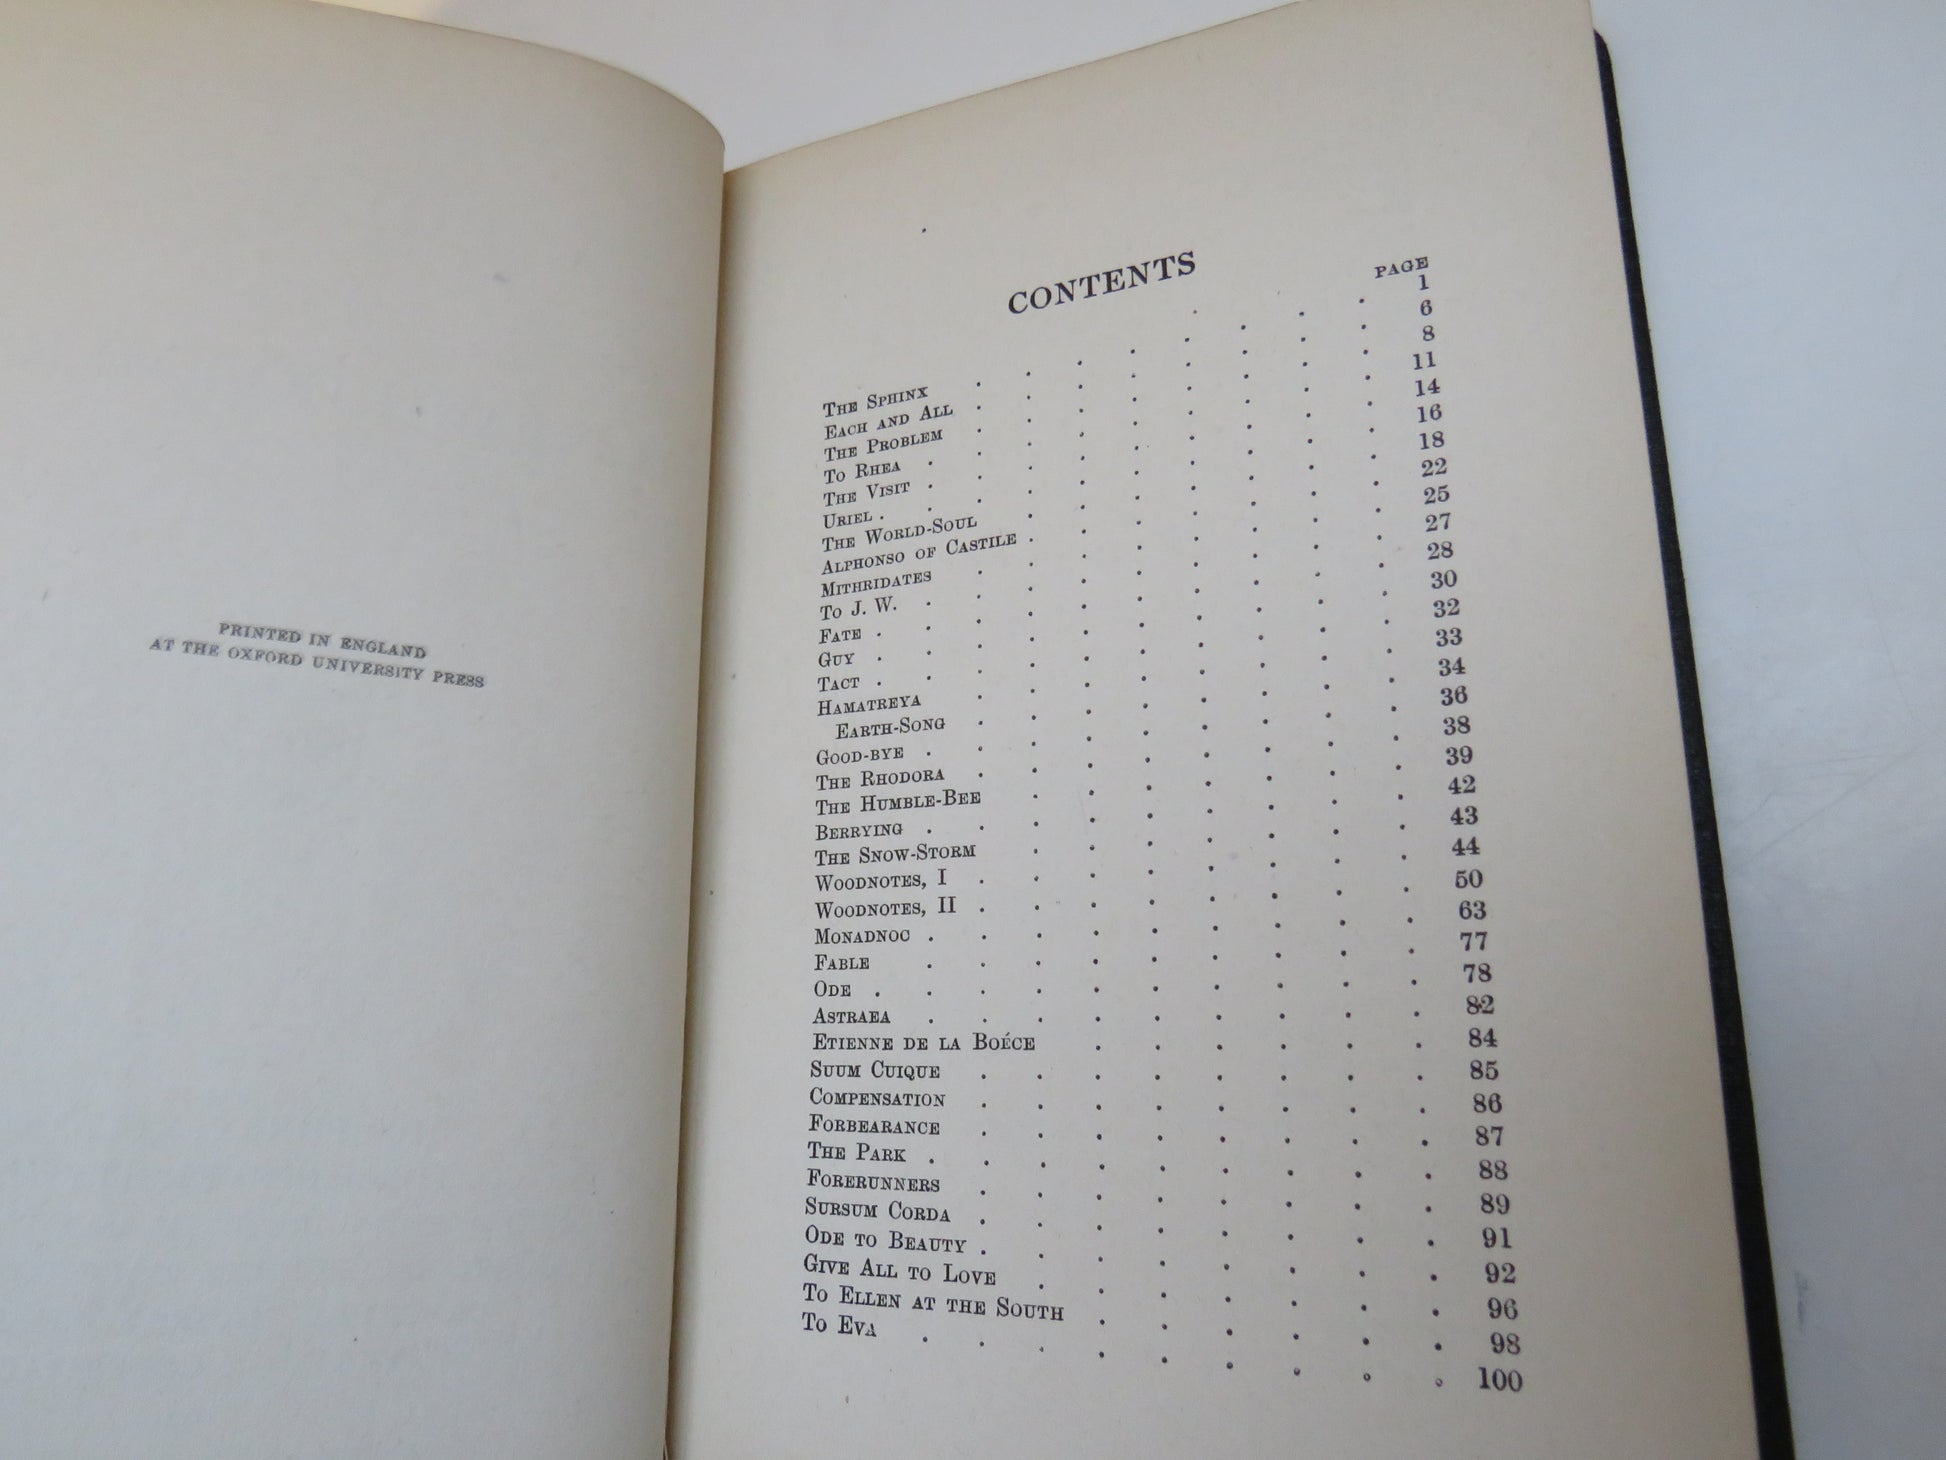 PRINTED IN ENGLAND
AT THE OXFORD UNIVERSITY PRESS
CONTENTS
PAGE
THE SPHINX . . . . . . . . 1
EACH AND ALL . . . . . . . . 6
THE PROBLEM . . . . . . . . 8
TO RHEA . . . . . . . . . 11
THE VISIT . . . . . . . . . 14
URIEL . . . . . . . . . . 16
THE WORLD-SOUL . . . . . . . 18
ALPHONSO OF CASTILE . . . . . . . 22
MITHRIDATES . . . . . . . . 25
TO J. W. . . . . . . . . . 27
FATE . . . . . . . . . . 28
GUY . . . . . . . . . . 30
TACT . . . . . . . . . . 32
HAMATREYA . . . . . . . . 33
EARTH-SONG . . . . . . . . 34
GOOD-BYE . . . . . . . . . 36
THE RHODORA . . . . . . . . 38
THE HUMBLE-BEE . . . . . . . 39
BERRYING . . . . . . . . . 42
THE SNOW-STORM . . . . . . . 43
WOODNOTES, I . . . . . . . . 44
WOODNOTES, II . . . . . . . . 50
MONADNOC . . . . . . . . . 63
FABLE . . . . . . . . . 77
ODE . . . . . . . . . . 78
ASTRAEA . . . . . . . . . 82
ETIENNE DE LA BOÉCE . . . . . . 84
SUUM CUIQUE . . . . . . . . 85
COMPENSATION . . . . . . . . 86
FORBEARANCE . . . . . . . . 87
THE PARK . . . . . . . . . 88
FORERUNNERS . . . . . . . . 89
SURSUM CORDA . . . . . . . . 91
ODE TO BEAUTY . . . . . . . . 92
GIVE ALL TO LOVE . . . . . . . 96
TO ELLEN AT THE SOUTH . . . . . . 98
TO EVA . . . . . . . . . 100